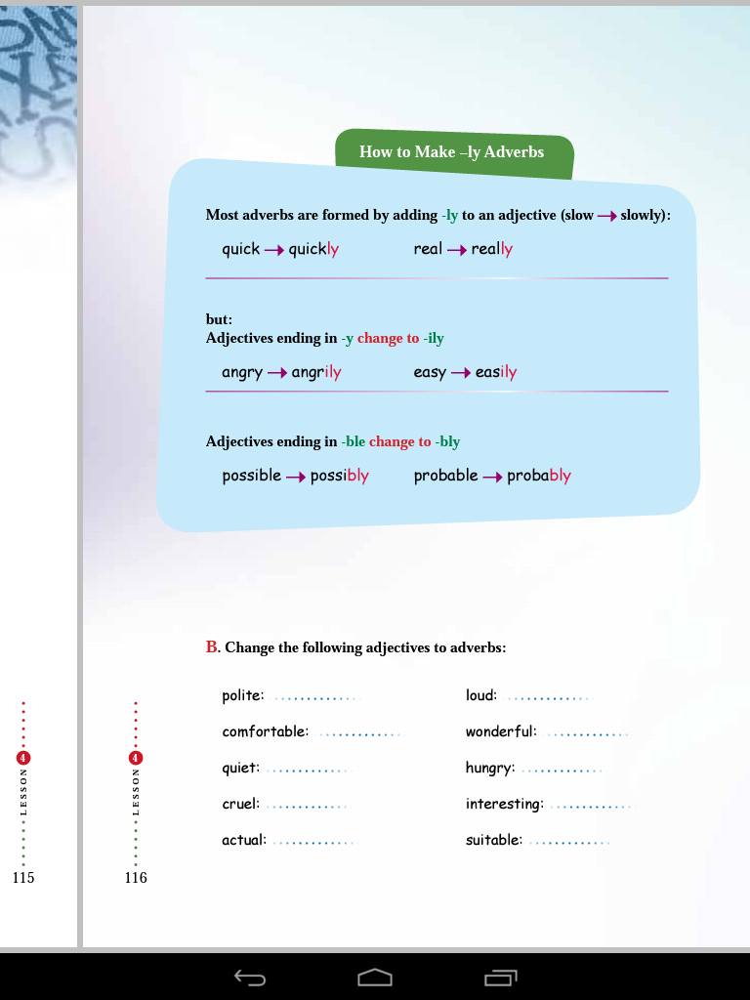 How to Make –ly Adverbs
Most adverbs are formed by adding -ly to an adjective (slow → slowly):
quick → quickly real → really
but:
Adjectives ending in -y change to -ily
angry → angrily easy → easily
Adjectives ending in -ble change to -bly
possible → possibly probable → probably
B. Change the following adjectives to adverbs:
polite: .............. loud: ..............
comfortable: .............. wonderful: ..............
quiet: .............. hungry: ..............
cruel: .............. interesting: ..............
actual: .............. suitable: ..............
LESSON 4
115
LESSON 4
116